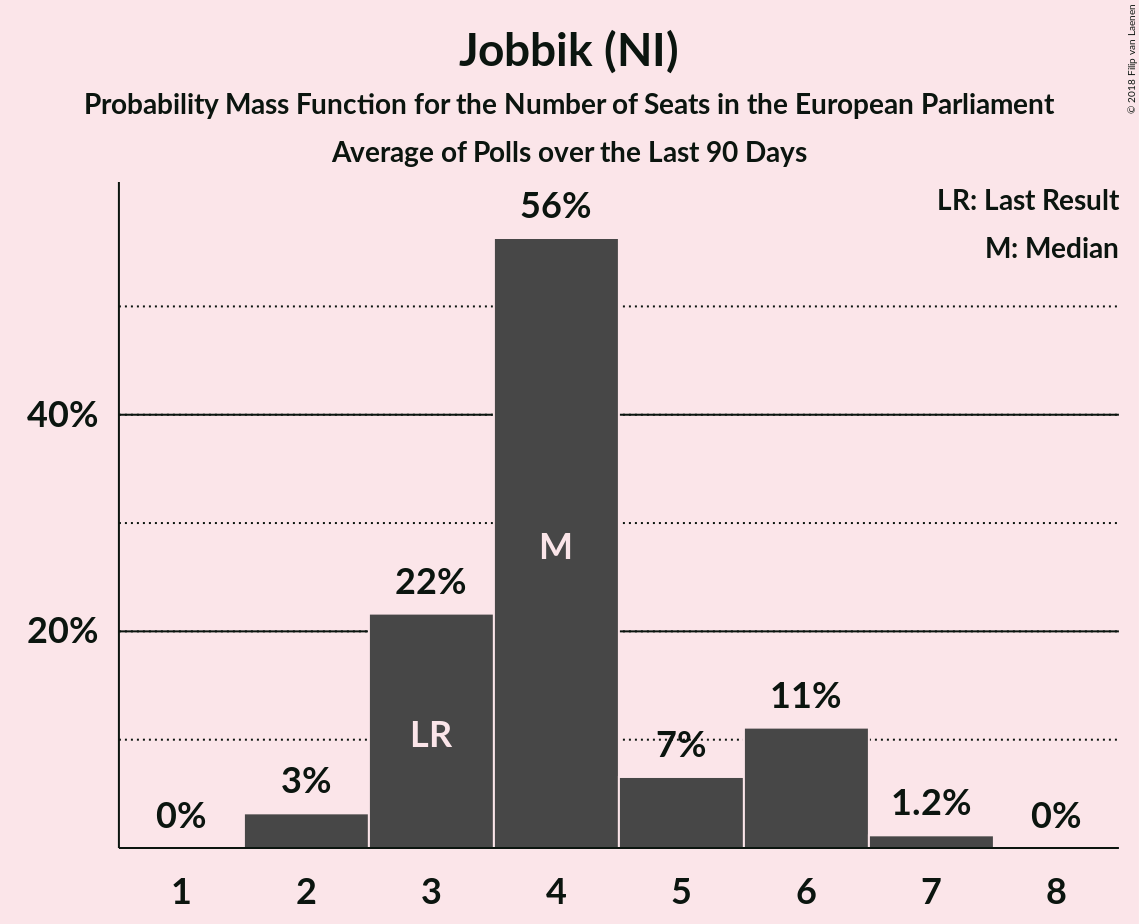 Jobbik (NI)
Probability Mass Function for the Number of Seats in the European Parliament
Average of Polls over the Last 90 Days
© 2018 Filip van Laenen
LR: Last Result
M: Median
56%
40%
M
22%
20%
LR
11%
7%
3%
1.2%
0%
0%
1 2 3 4 5 6 7 8